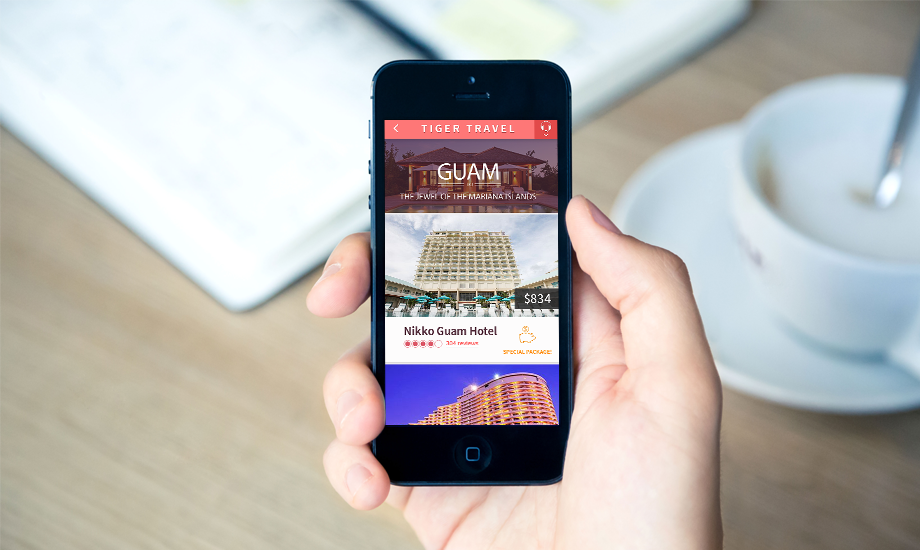 TIGER TRAVEL
GUAM
THE JEWEL OF THE MARIANA ISLANDS
$834
Nikko Guam Hotel
304 reviews
SPECIAL PACKAGE!